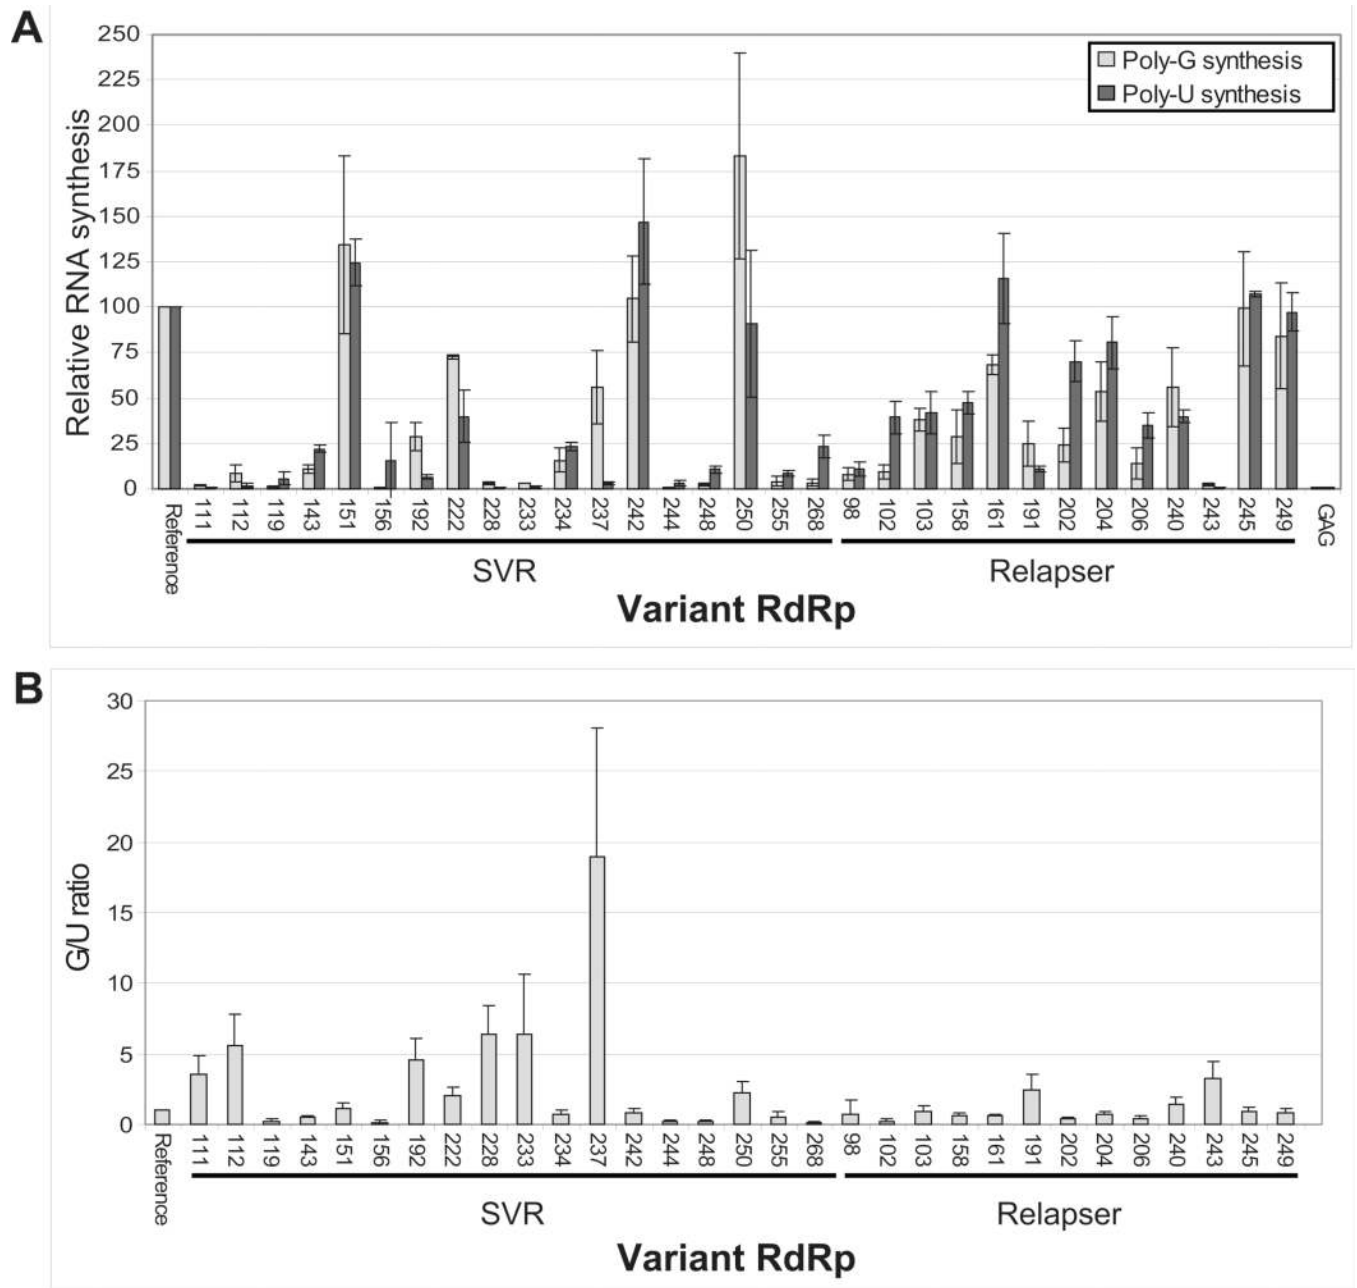 A
250
225
200
175
150
125
100
75
50
25
0
Relative RNA synthesis
Poly-G synthesis
Poly-U synthesis
Reference 111 112 119 143 151 156 192 222 228 233 234 237 242 244 248 250 255 268 98 102 103 158 161 191 202 204 206 240 243 245 249 GAG
SVR Relapser
Variant RdRp
B
30
25
20
15
10
5
0
G/U ratio
Reference 111 112 119 143 151 156 192 222 228 233 234 237 242 244 248 250 255 268 98 102 103 158 161 191 202 204 206 240 243 245 249
SVR Relapser
Variant RdRp